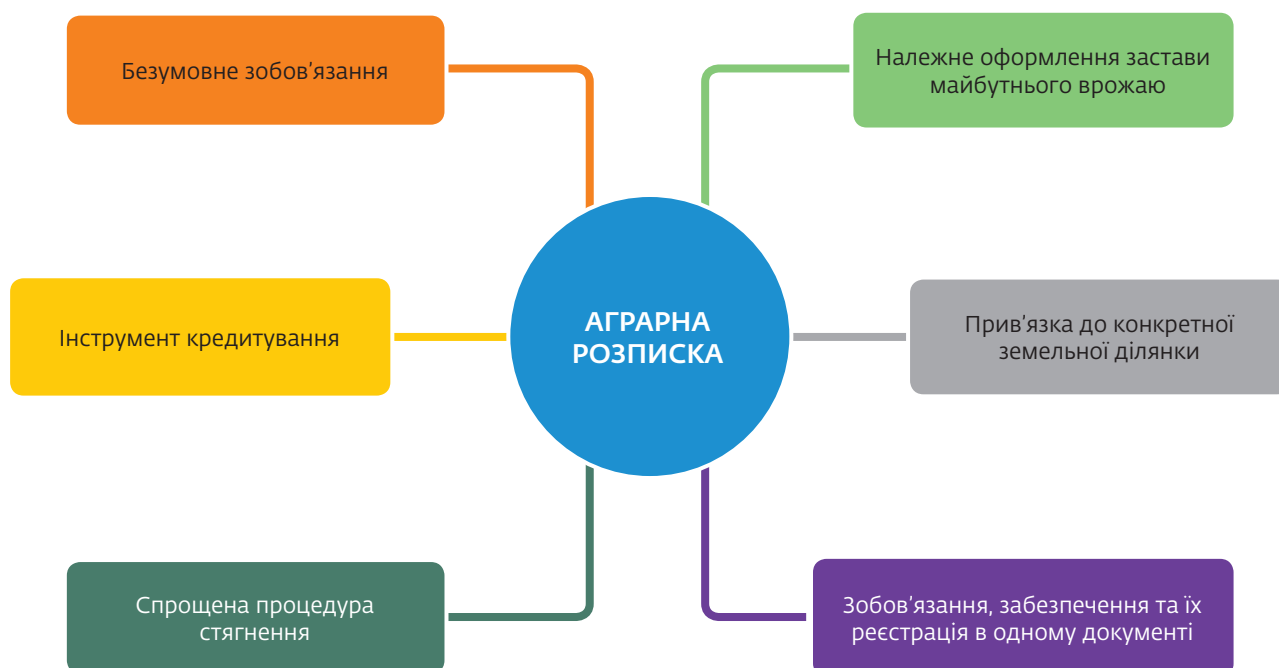 Безумовне зобов'язання
Належне оформлення застави
майбутнього врожаю
Інструмент кредитування
АГРАРНА
РОЗПИСКА
Прив'язка до конкретної
земельної ділянки
Спрощена процедура
стягнення
Зобов'язання, забезпечення та їх
реєстрація в одному документі